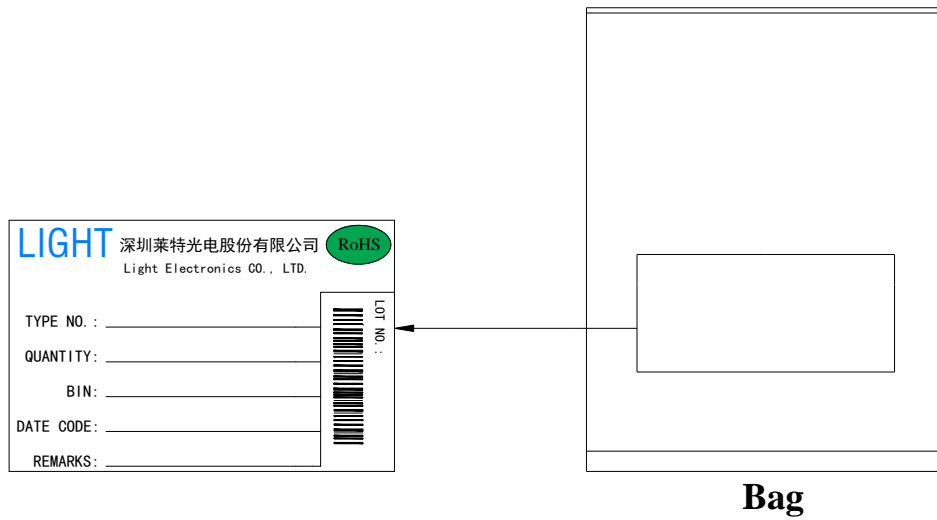 LIGHT 深圳莱特光电股份有限公司 RoHS
Light Electronics CO., LTD.
LOT NO.:
TYPE NO.:
QUANTITY:
BIN:
DATE CODE:
REMARKS:
Bag